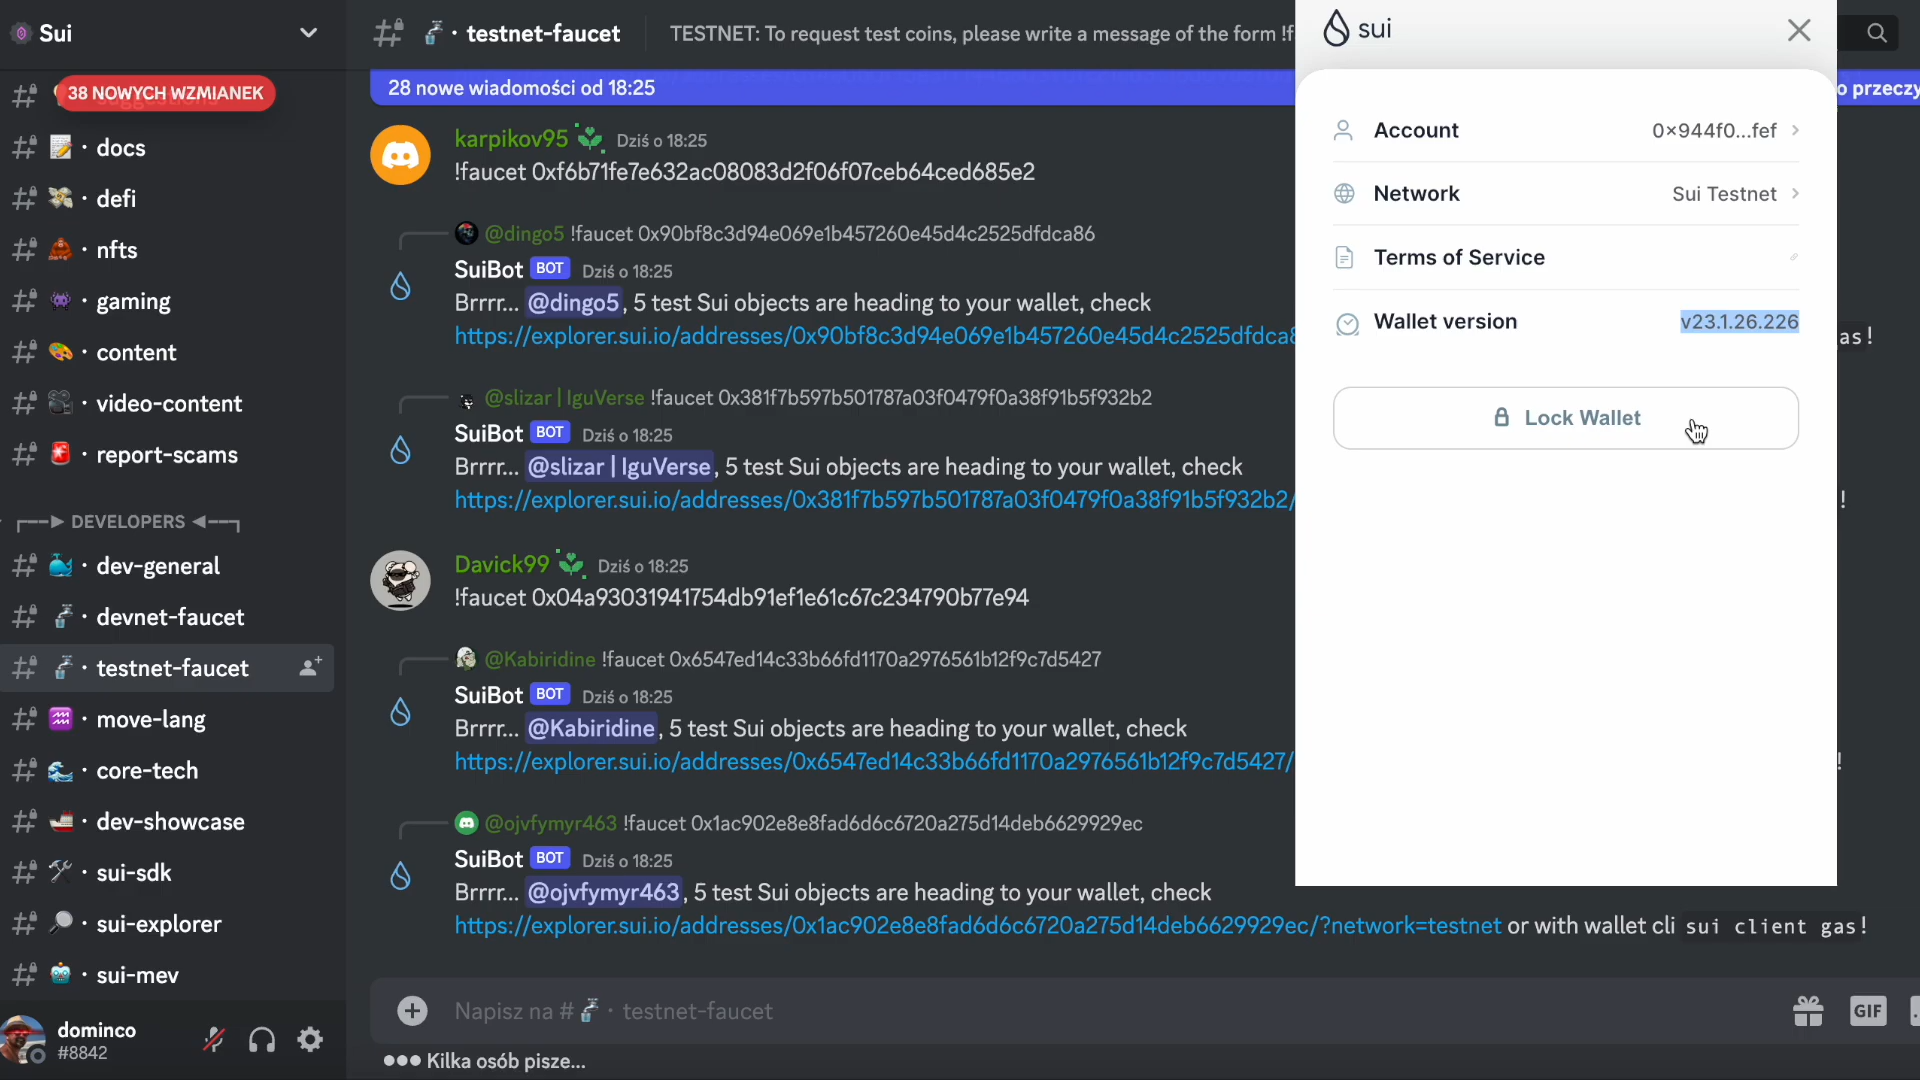 Sui
38 NOWYCH WZMIANEK
docs
defi
nfts
gaming
content
video-content
report-scams
DEVELOPERS
dev-general
devnet-faucet
testnet-faucet
move-lang
core-tech
dev-showcase
sui-sdk
sui-explorer
sui-mev
dominco
#8842
testnet-faucet
TESTNET: To request test coins, please write a message of the form !f
28 nowe wiadomości od 18:25
o przeczy
karpikov95 Dziś o 18:25
!faucet 0xf6b71fe7e632ac08083d2f06f07ceb64ced685e2
@dingo5 !faucet 0x90bf8c3d94e069e1b457260e45d4c2525dfdca86
SuiBot BOT Dziś o 18:25
Brrrr... @dingo5, 5 test Sui objects are heading to your wallet, check
https://explorer.sui.io/addresses/0x90bf8c3d94e069e1b457260e45d4c2525dfdca8
as!
@slizar | IguVerse !faucet 0x381f7b597b501787a03f0479f0a38f91b5f932b2
SuiBot BOT Dziś o 18:25
Brrrr... @slizar | IguVerse, 5 test Sui objects are heading to your wallet, check
https://explorer.sui.io/addresses/0x381f7b597b501787a03f0479f0a38f91b5f932b2/
!
Davick99 Dziś o 18:25
!faucet 0x04a93031941754db91ef1e61c67c234790b77e94
@Kabiridine !faucet 0x6547ed14c33b66fd1170a2976561b12f9c7d5427
SuiBot BOT Dziś o 18:25
Brrrr... @Kabiridine, 5 test Sui objects are heading to your wallet, check
https://explorer.sui.io/addresses/0x6547ed14c33b66fd1170a2976561b12f9c7d5427/
!
@ojvfymyr463 !faucet 0x1ac902e8e8fad6d6c6720a275d14deb6629929ec
SuiBot BOT Dziś o 18:25
Brrrr... @ojvfymyr463, 5 test Sui objects are heading to your wallet, check
https://explorer.sui.io/addresses/0x1ac902e8e8fad6d6c6720a275d14deb6629929ec/?network=testnet or with wallet cli sui client gas!
Napisz na # testnet-faucet
GIF
Kilka osób pisze...
sui
Account 0×944f0...fef
Network Sui Testnet
Terms of Service
Wallet version v23.1.26.226
Lock Wallet